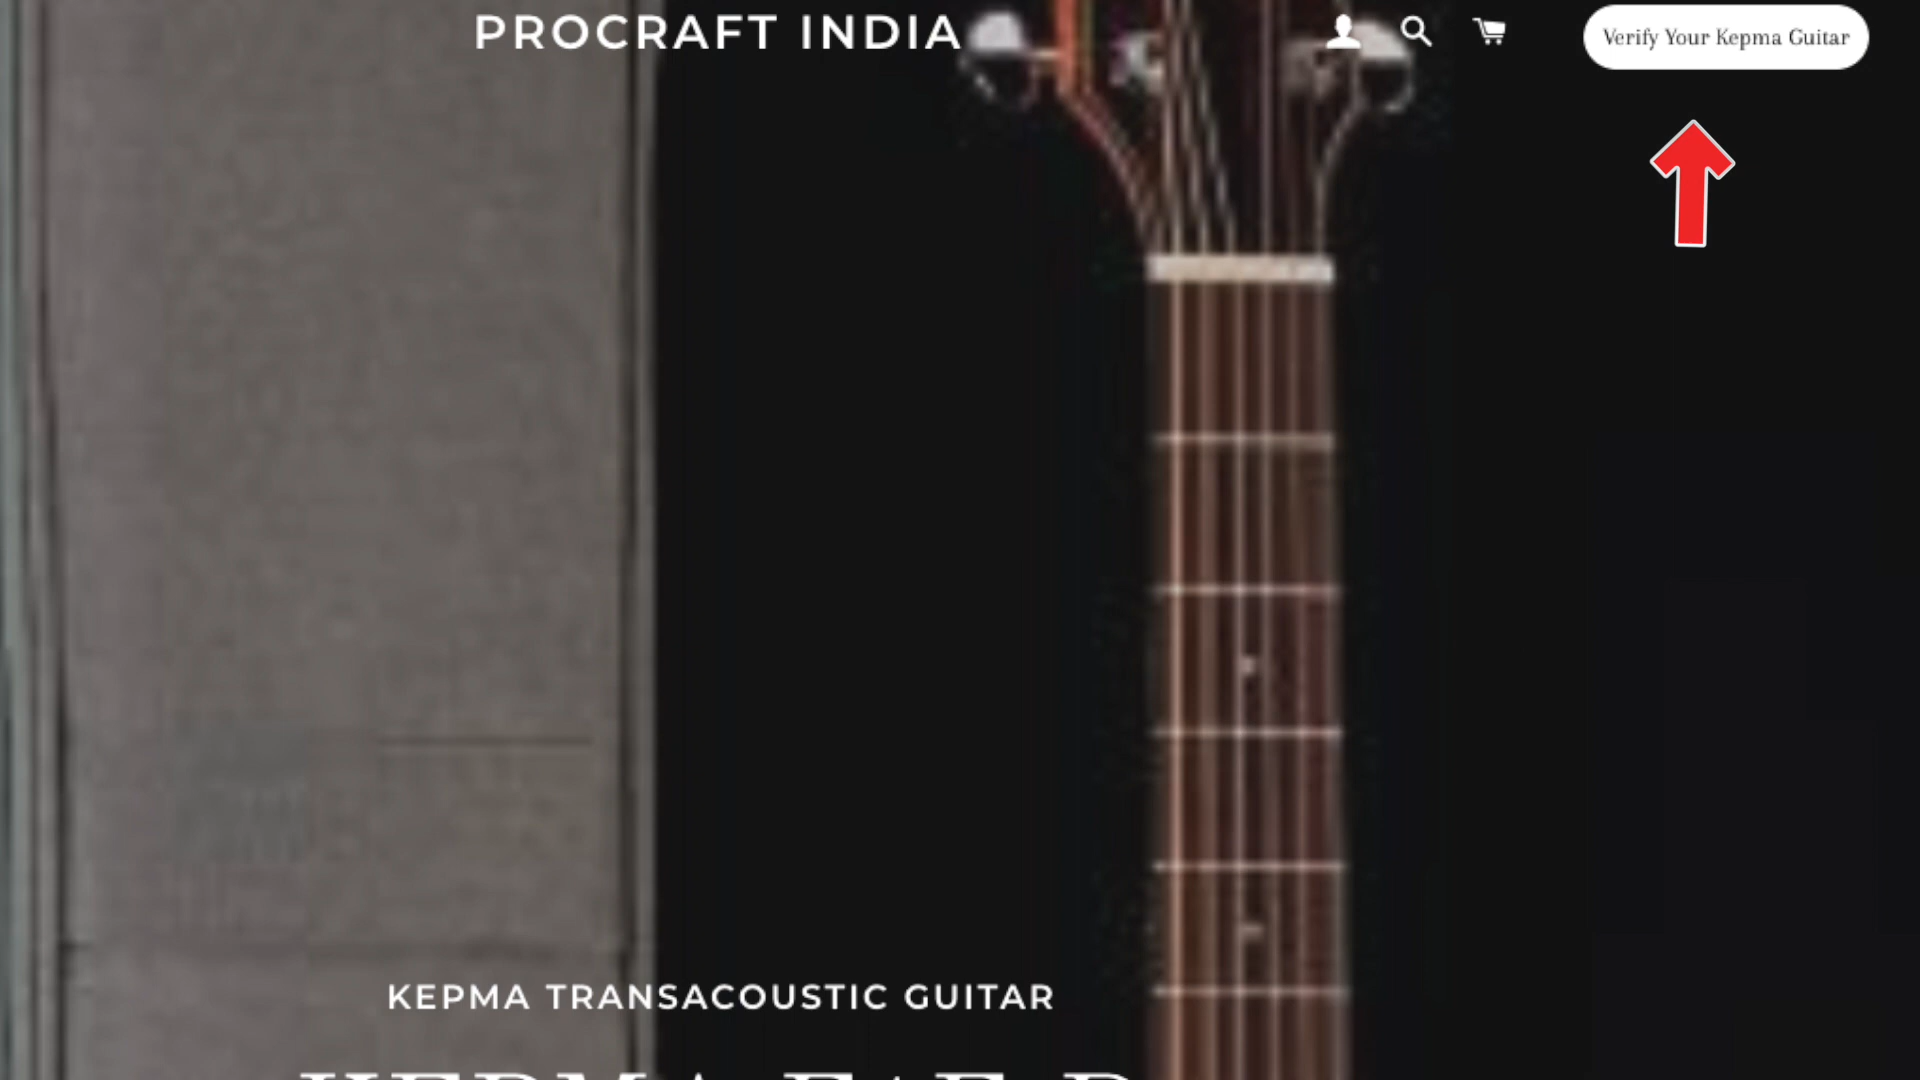 PROCRAFT INDIA
Verify Your Kepma Guitar
KEPMA TRANSACOUSTIC GUITAR